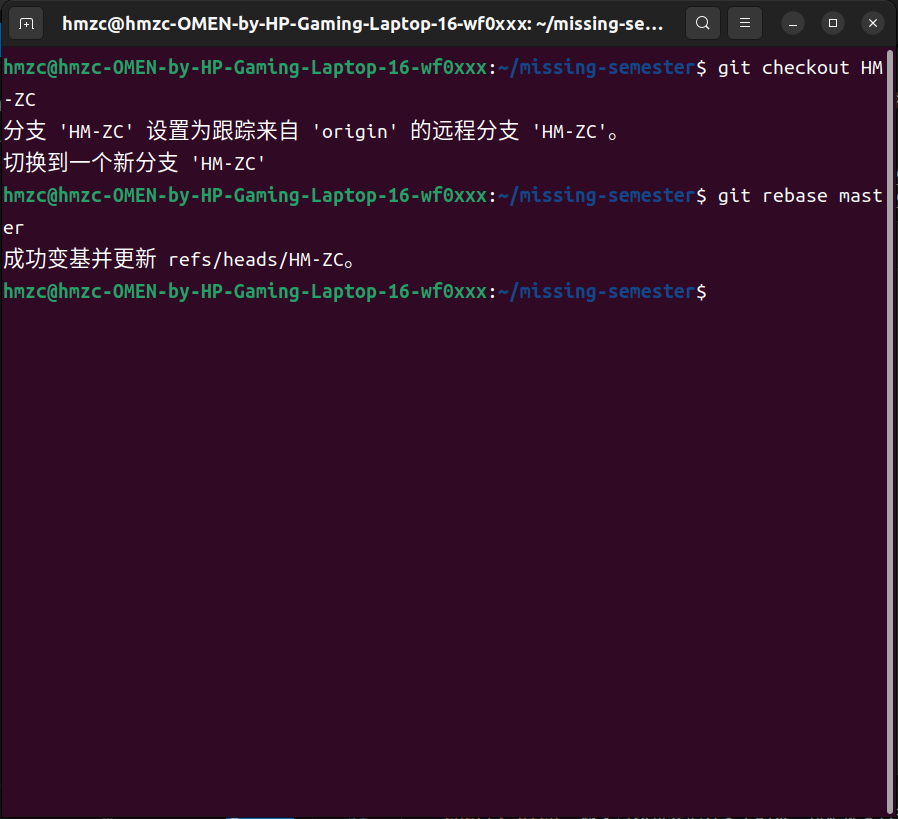 hmzc@hmzc-OMEN-by-HP-Gaming-Laptop-16-wf0xxx: ~/missing-se...
hmzc@hmzc-OMEN-by-HP-Gaming-Laptop-16-wf0xxx:~/missing-semester$ git checkout HM
-ZC
分支 'HM-ZC' 设置为跟踪来自 'origin' 的远程分支 'HM-ZC'。
切换到一个新分支 'HM-ZC'
hmzc@hmzc-OMEN-by-HP-Gaming-Laptop-16-wf0xxx:~/missing-semester$ git rebase mast
er
成功变基并更新 refs/heads/HM-ZC。
hmzc@hmzc-OMEN-by-HP-Gaming-Laptop-16-wf0xxx:~/missing-semester$